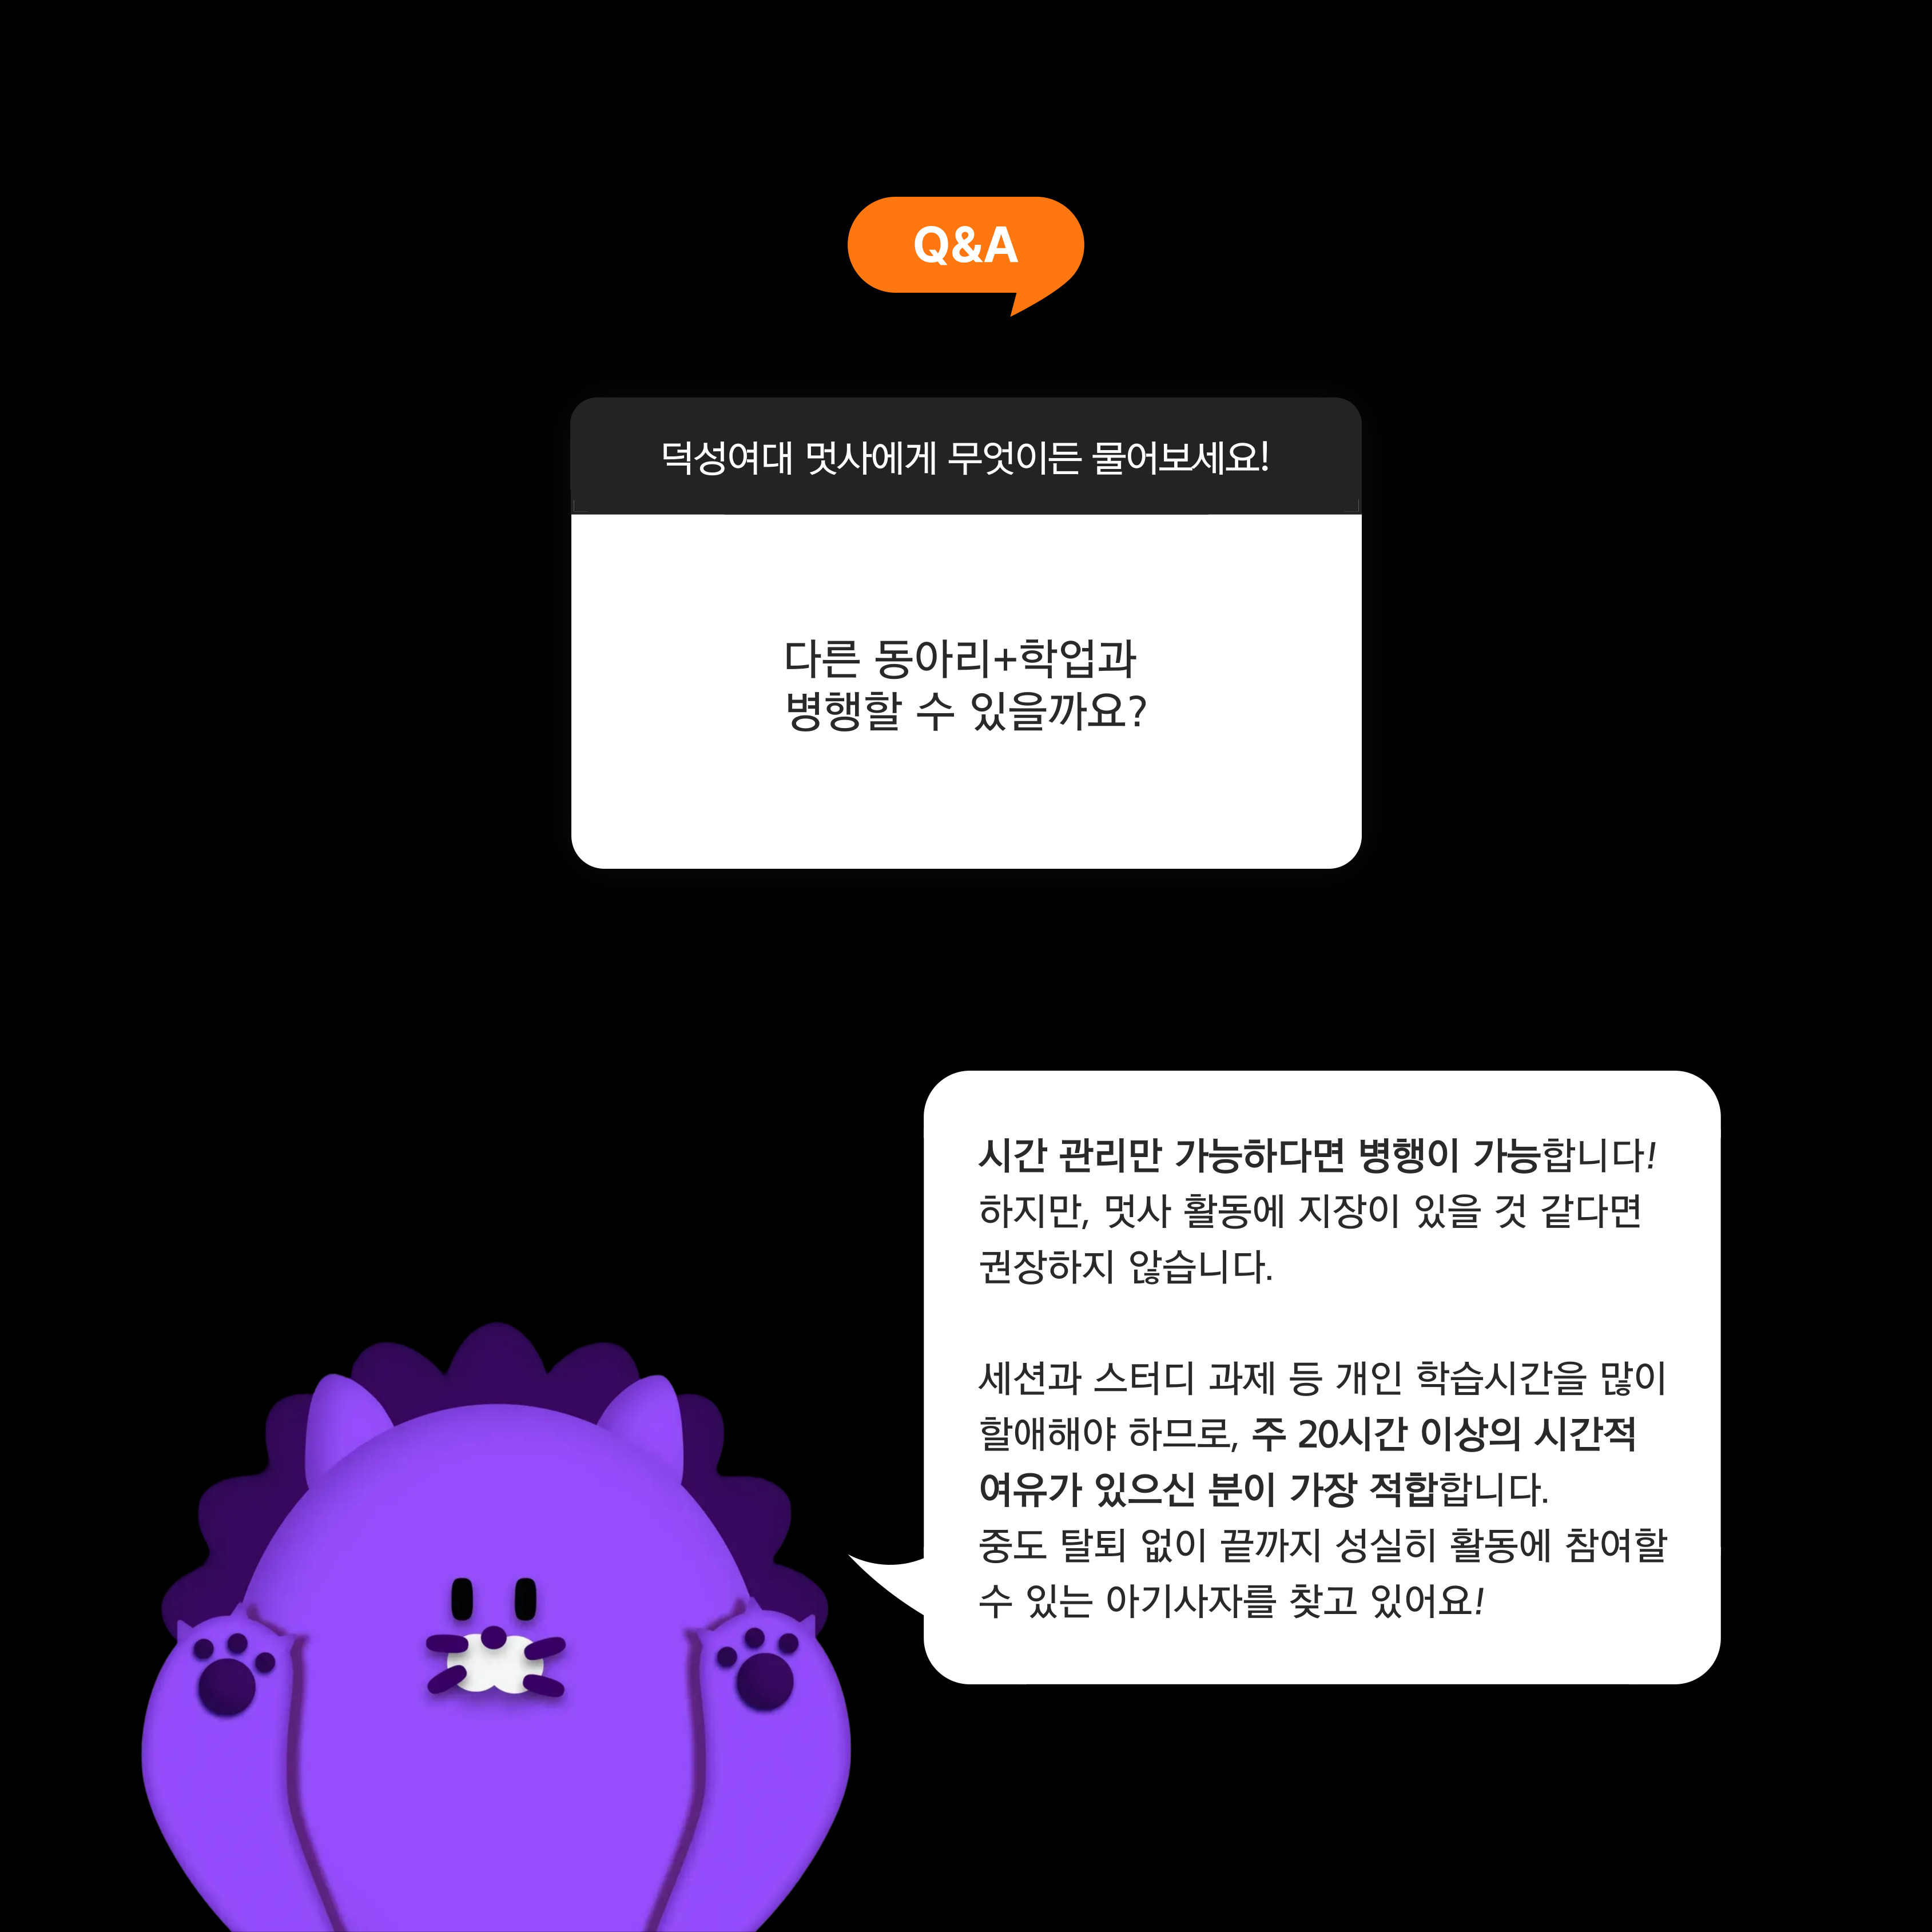 Q&A
덕성여대 멋사에게 무엇이든 물어보세요!
다른 동아리+학업과
병행할 수 있을까요?
시간 관리만 가능하다면 병행이 가능합니다!
하지만, 멋사 활동에 지장이 있을 것 같다면
권장하지 않습니다.
세션과 스터디 과제 등 개인 학습시간을 많이
할애해야 하므로, 주 20시간 이상의 시간적
여유가 있으신 분이 가장 적합합니다.
중도 탈퇴 없이 끝까지 성실히 활동에 참여할
수 있는 아기사자를 찾고 있어요!